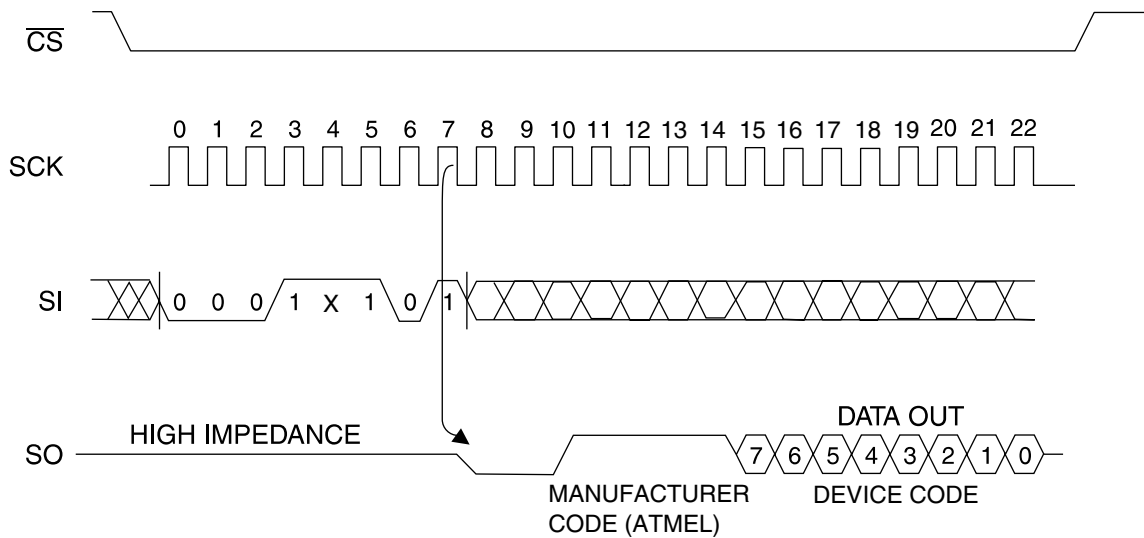 CS
0 1 2 3 4 5 6 7 8 9 10 11 12 13 14 15 16 17 18 19 20 21 22
SCK
SI
0 0 0 1 X 1 0 1
HIGH IMPEDANCE
DATA OUT
SO
7 6 5 4 3 2 1 0
MANUFACTURER
CODE (ATMEL)
DEVICE CODE